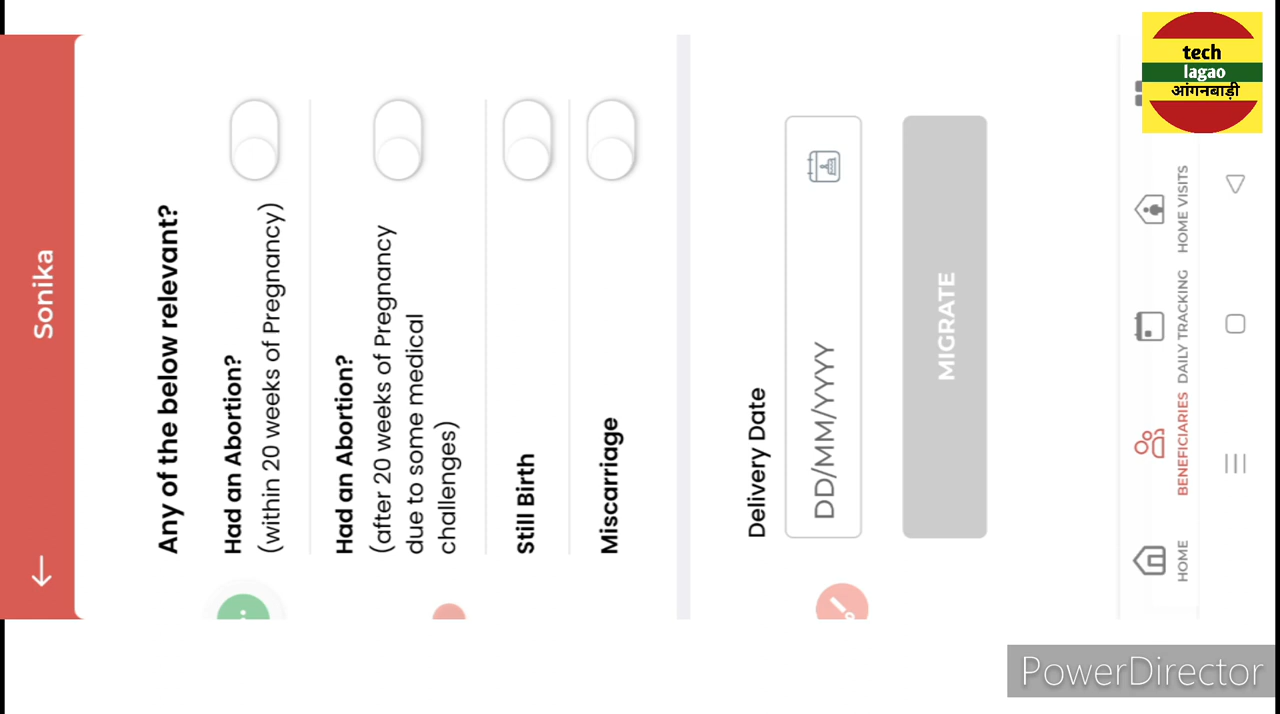 Sonika
Any of the below relevant?
Had an Abortion?
(within 20 weeks of Pregnancy)
Had an Abortion?
(after 20 weeks of Pregnancy
due to some medical
challenges)
Still Birth
Miscarriage
Delivery Date
DD/MM/YYYY
MIGRATE
HOME
BENEFICIARIES
DAILY TRACKING
HOME VISITS
tech
lagao
आंगनबाड़ी
PowerDirector